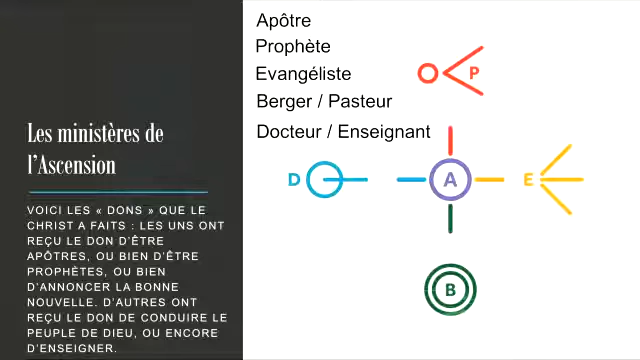 Les ministères de
l'Ascension
VOICI LES « DONS » QUE LE
CHRIST A FAITS : LES UNS ONT
REÇU LE DON D'ÊTRE
APÔTRES, OU BIEN D'ÊTRE
PROPHÈTES, OU BIEN
D'ANNONCER LA BONNE
NOUVELLE. D'AUTRES ONT
REÇU LE DON DE CONDUIRE LE
PEUPLE DE DIEU, OU ENCORE
D'ENSEIGNER.
Apôtre
Prophète
Evangéliste
Berger / Pasteur
Docteur / Enseignant
P
D
A
E
B